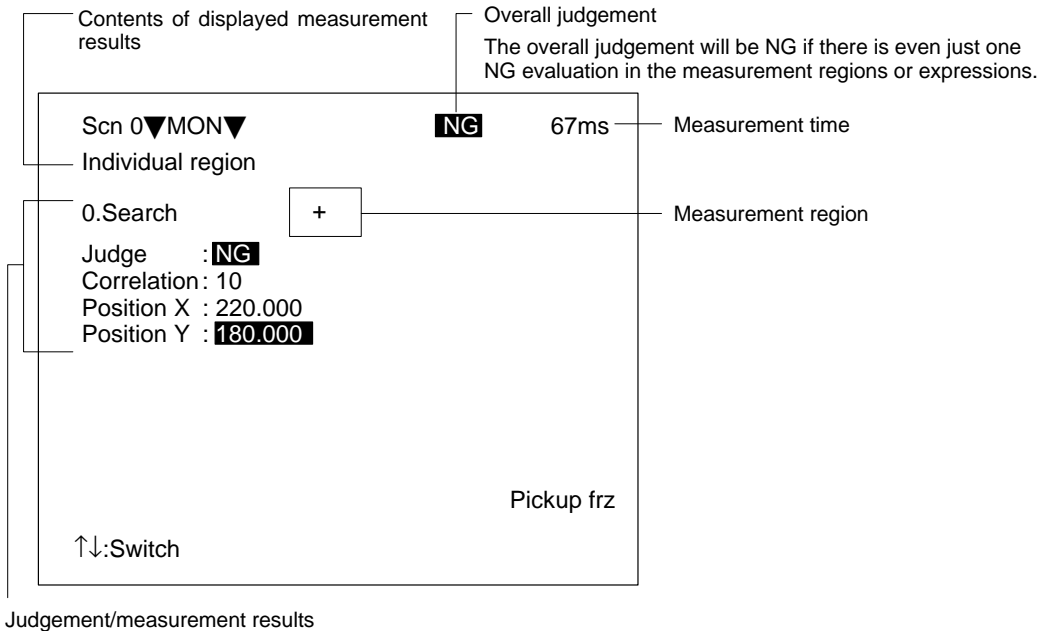 Contents of displayed measurement
results
Overall judgement
The overall judgement will be NG if there is even just one
NG evaluation in the measurement regions or expressions.
Scn 0▼MON▼ NG 67ms
Measurement time
Individual region
0.Search +
Measurement region
Judge : NG
Correlation : 10
Position X : 220.000
Position Y : 180.000
Pickup frz
↑↓:Switch
Judgement/measurement results